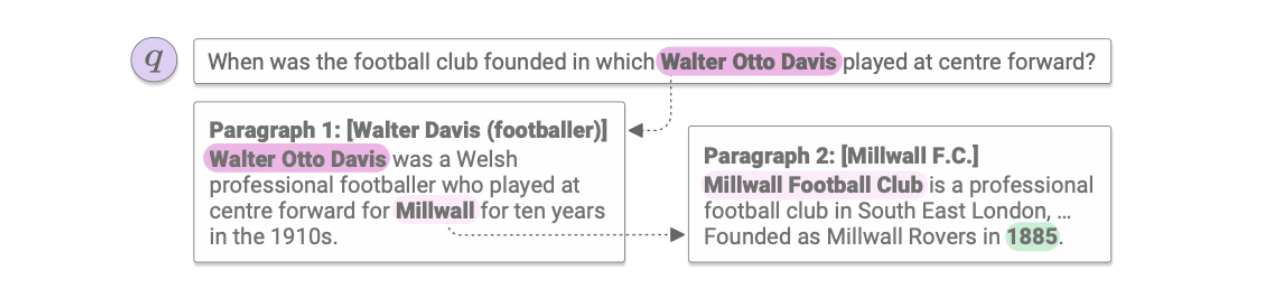 q
When was the football club founded in which Walter Otto Davis played at centre forward?
Paragraph 1: [Walter Davis (footballer)]
Walter Otto Davis was a Welsh
professional footballer who played at
centre forward for Millwall for ten years
in the 1910s.
Paragraph 2: [Millwall F.C.]
Millwall Football Club is a professional
football club in South East London, ...
Founded as Millwall Rovers in 1885.